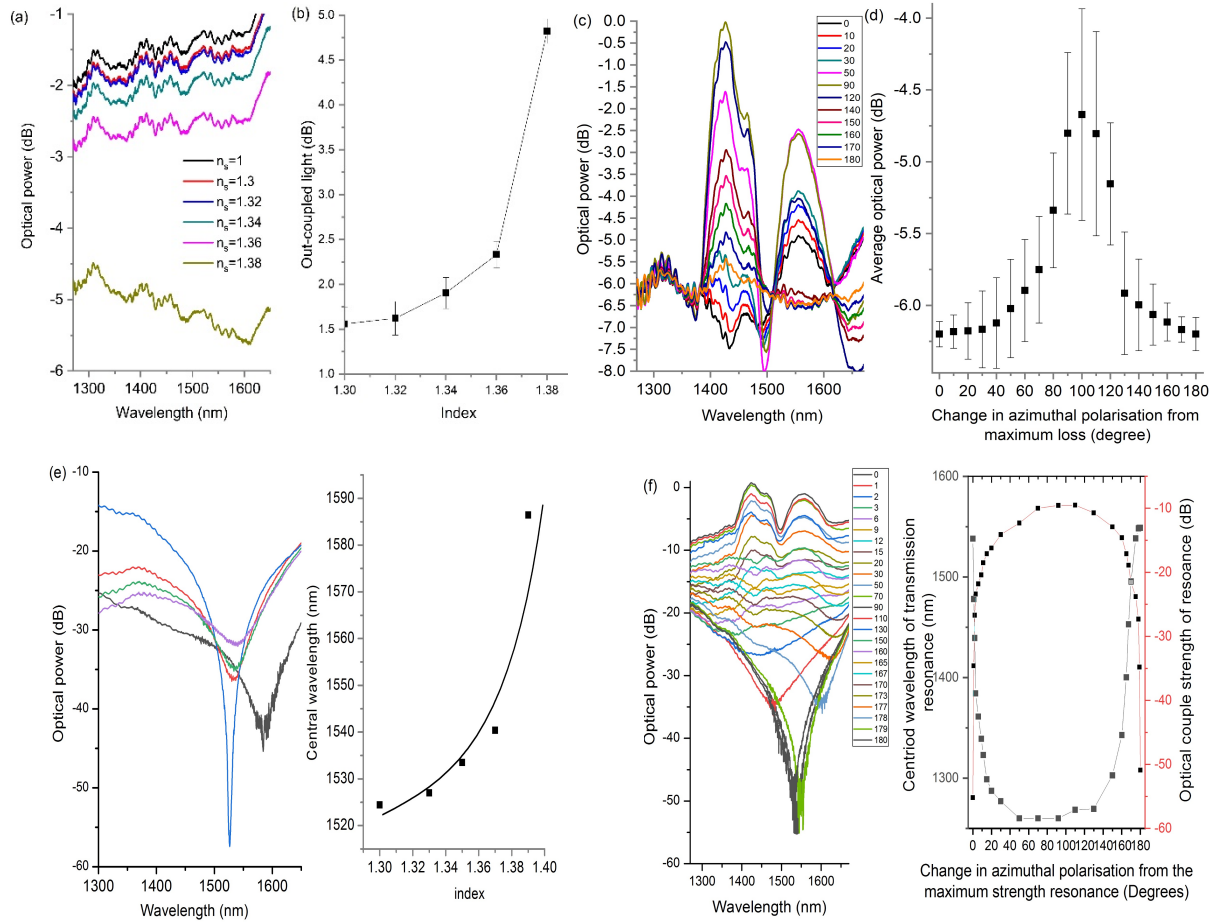 (a)
-1
-2
-3
-4
-5
-6
Optical power (dB)
n_s=1
n_s=1.3
n_s=1.32
n_s=1.34
n_s=1.36
n_s=1.38
1300 1400 1500 1600
Wavelength (nm)
(b)
5.0
4.5
4.0
3.5
3.0
2.5
2.0
1.5
1.0
Out-coupled light (dB)
1.30 1.32 1.34 1.36 1.38
Index
(c)
0.0
-0.5
-1.0
-1.5
-2.0
-2.5
-3.0
-3.5
-4.0
-4.5
-5.0
-5.5
-6.0
-6.5
-7.0
-7.5
-8.0
Optical power (dB)
0
10
20
30
50
90
120
140
150
160
170
180
1300 1400 1500 1600
Wavelength (nm)
(d)
-4.0
-4.5
-5.0
-5.5
-6.0
Average optical power (dB)
0 20 40 60 80 100 120 140 160 180
Change in azimuthal polarisation from
maximum loss (degree)
(e)
-10
-20
-30
-40
-50
-60
Optical power (dB)
1300 1400 1500 1600
Wavelength (nm)
1590
1580
1570
1560
1550
1540
1530
1520
Central wavelength (nm)
1.30 1.32 1.34 1.36 1.38 1.40
index
(f)
0
-10
-20
-30
-40
-50
-60
Optical power (dB)
0
1
2
3
6
9
12
15
20
30
50
70
90
110
130
150
160
165
167
170
173
177
178
179
180
1300 1400 1500 1600
Wavelength (nm)
1600
1500
1400
1300
Centriod wavelength of transmission
resonance (nm)
-10
-20
-30
-40
-50
-60
Optical couple strength of resoance (dB)
0 20 40 60 80 100 120 140 160 180
Change in azimuthal polarisation from the
maximum strength resonance (Degrees)